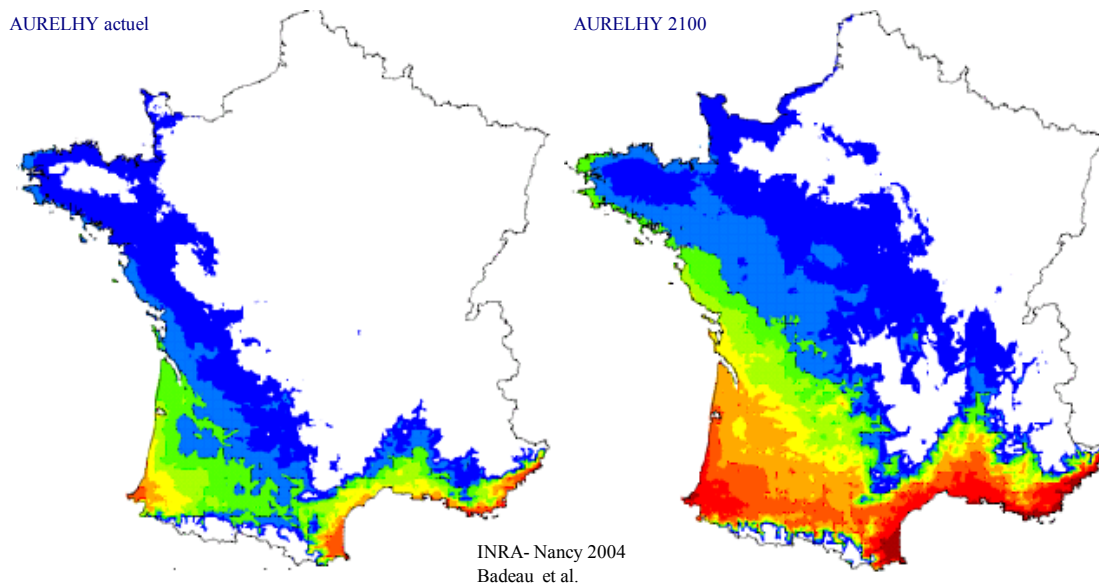 AURELHY actuel
AURELHY 2100
INRA- Nancy 2004
Badeau et al.